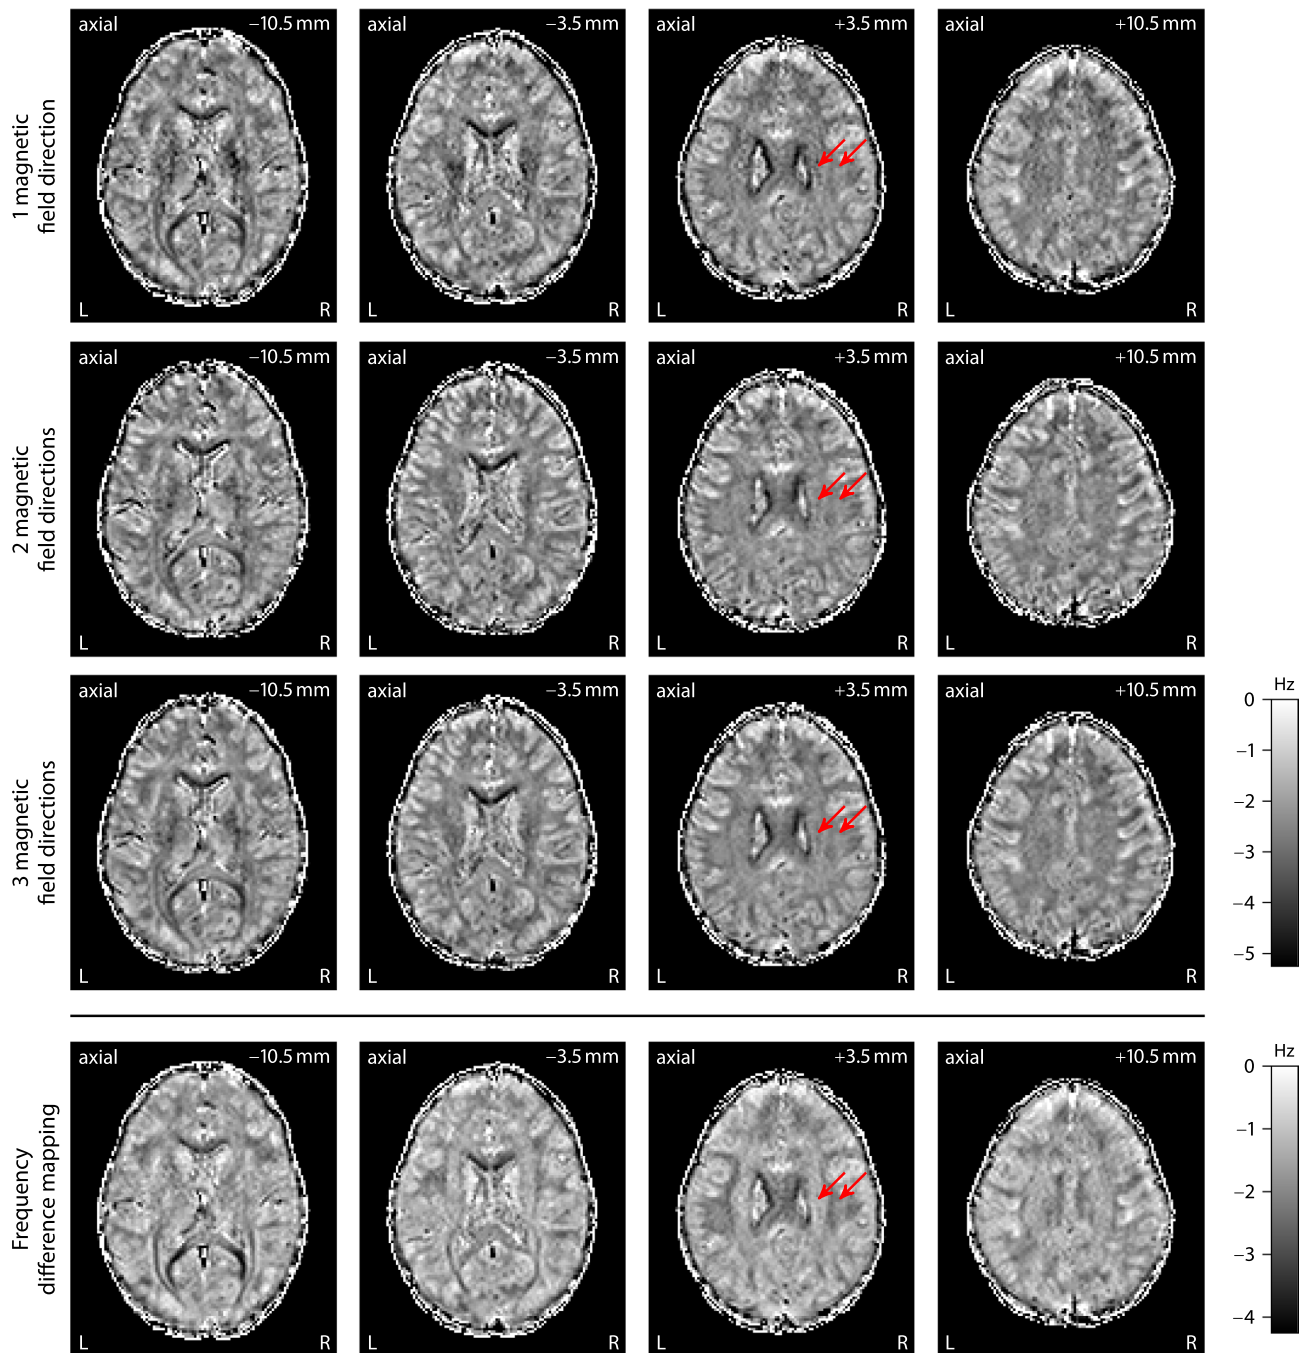 axial −10.5 mm axial −3.5 mm axial +3.5 mm axial +10.5 mm
1 magnetic
field direction
L R L R L R L R
axial −10.5 mm axial −3.5 mm axial +3.5 mm axial +10.5 mm
2 magnetic
field directions
L R L R L R L R
axial −10.5 mm axial −3.5 mm axial +3.5 mm axial +10.5 mm
3 magnetic
field directions
L R L R L R L R
Hz
0
−1
−2
−3
−4
−5
axial −10.5 mm axial −3.5 mm axial +3.5 mm axial +10.5 mm
Frequency
difference mapping
L R L R L R L R
Hz
0
−1
−2
−3
−4